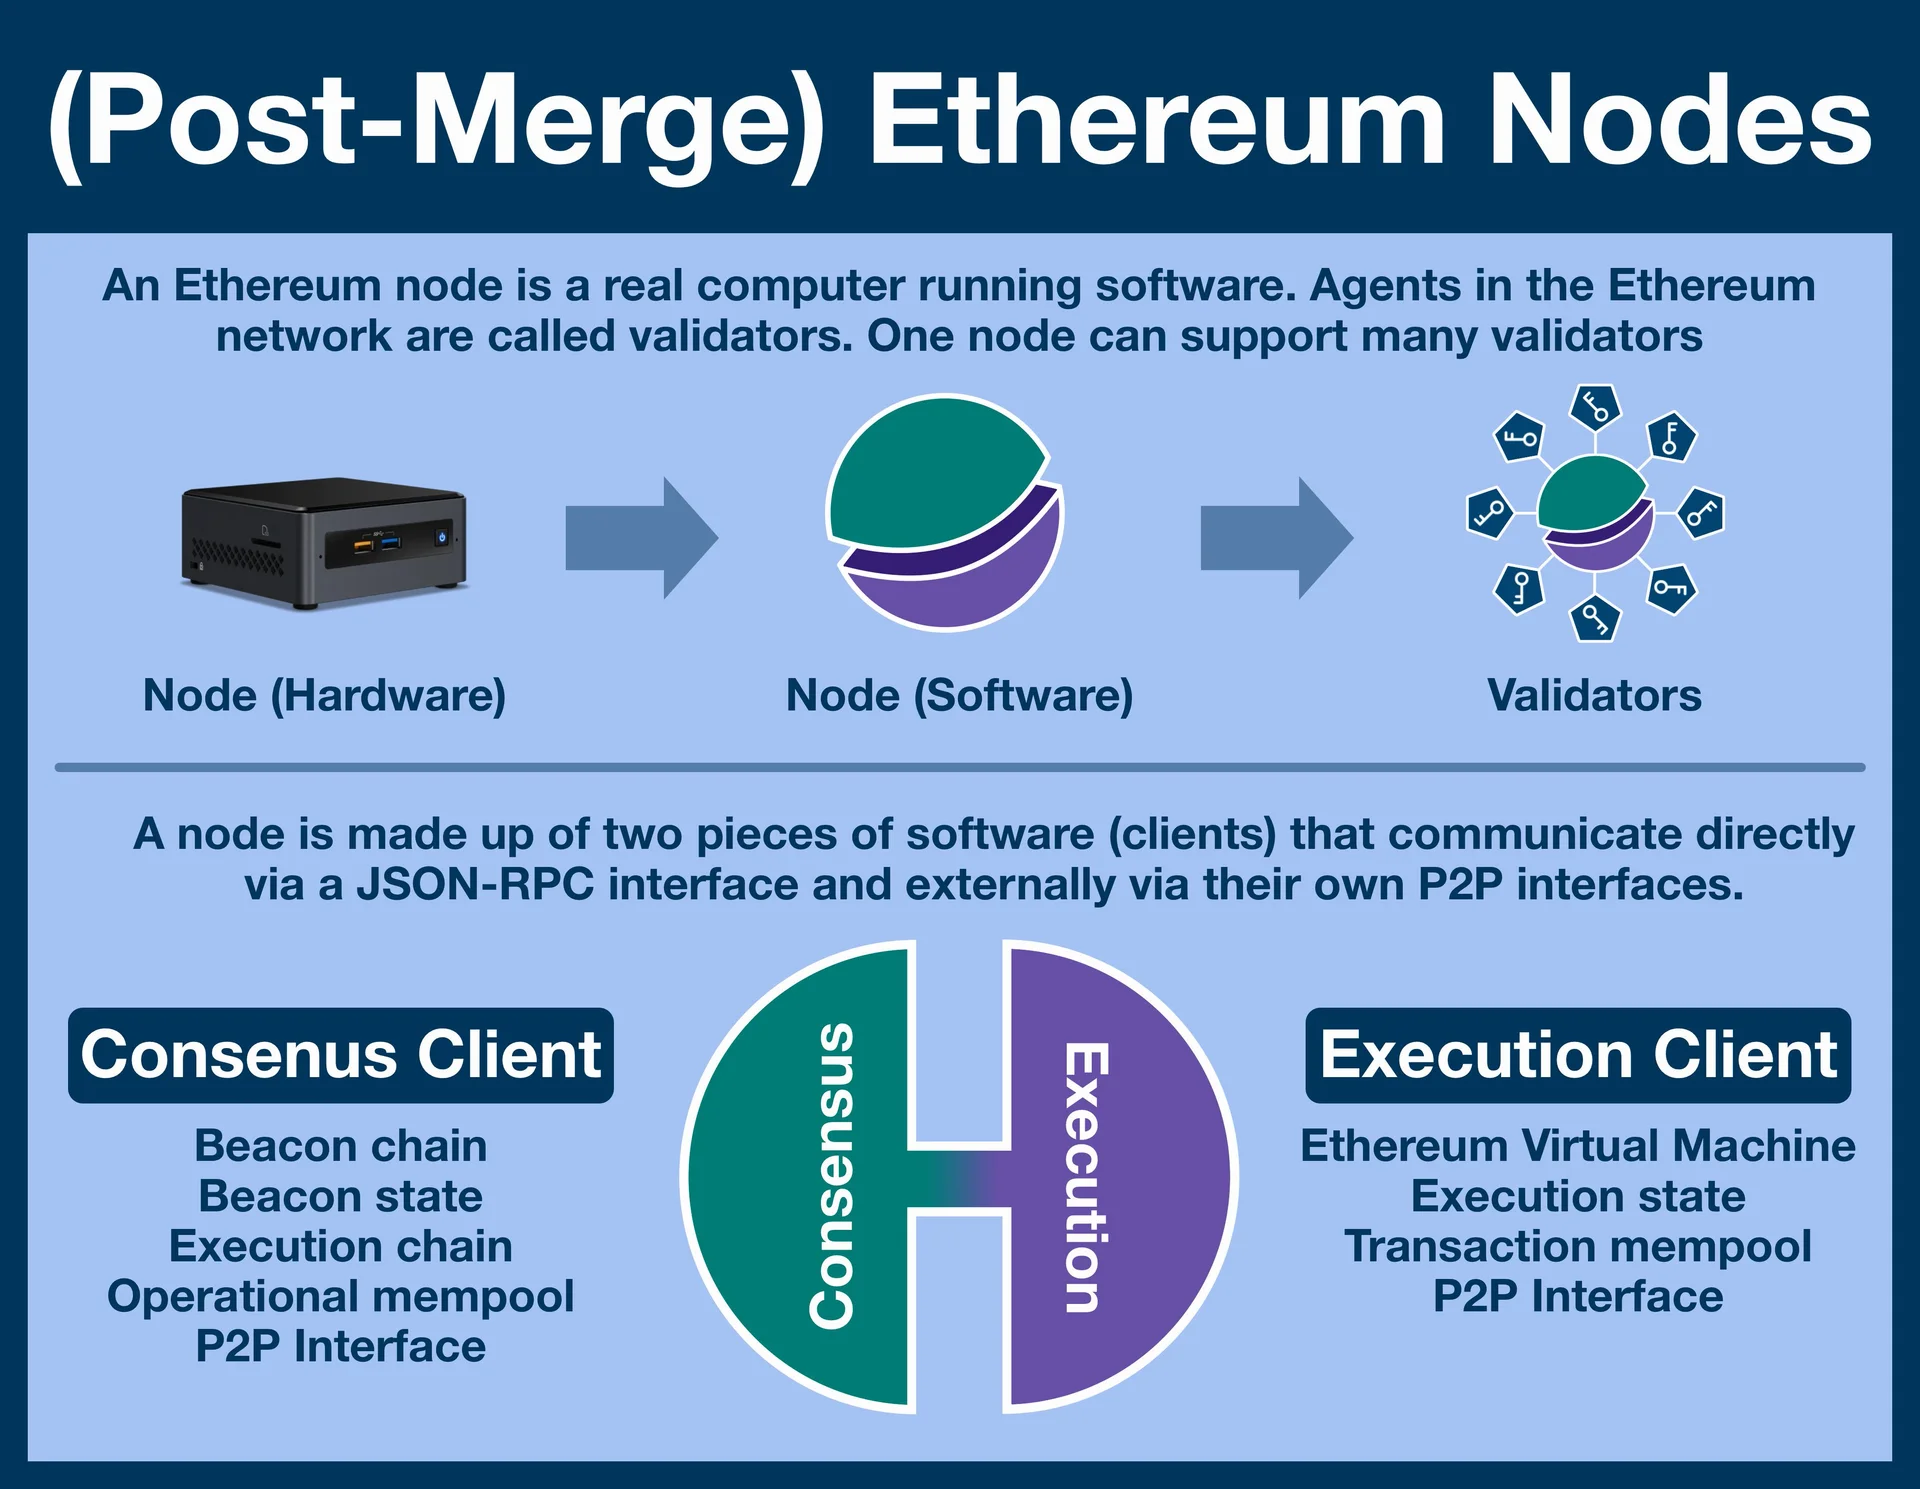 (Post-Merge) Ethereum Nodes
An Ethereum node is a real computer running software. Agents in the Ethereum
network are called validators. One node can support many validators
Node (Hardware)
Node (Software)
Validators
A node is made up of two pieces of software (clients) that communicate directly
via a JSON-RPC interface and externally via their own P2P interfaces.
Consenus Client
Beacon chain
Beacon state
Execution chain
Operational mempool
P2P Interface
Consensus
Execution
Execution Client
Ethereum Virtual Machine
Execution state
Transaction mempool
P2P Interface